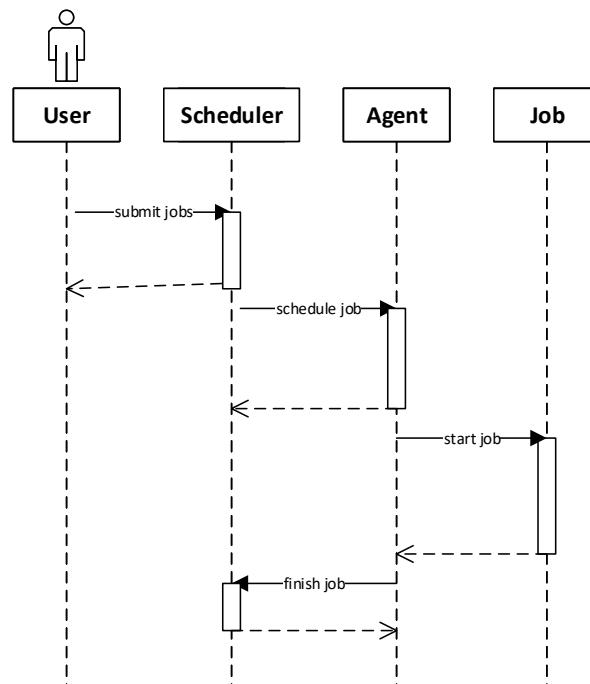 User
Scheduler
Agent
Job
submit jobs
schedule job
start job
finish job